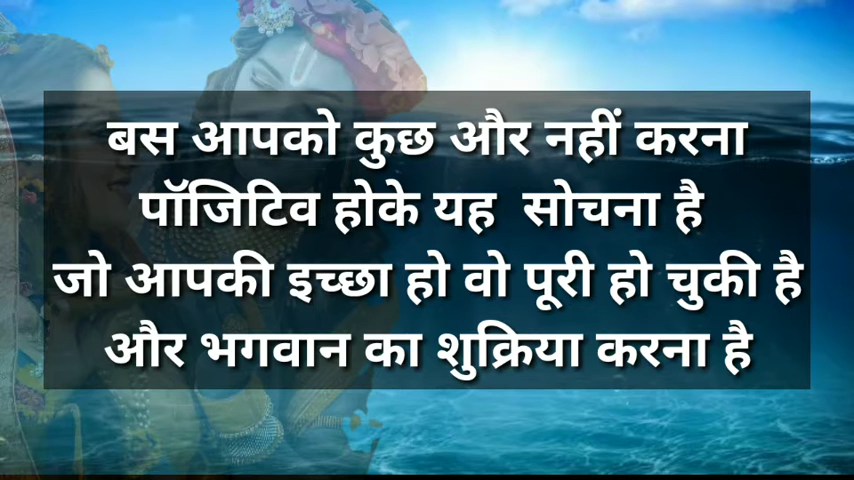 बस आपको कुछ और नहीं करना
पॉजिटिव होके यह सोचना है
जो आपकी इच्छा हो वो पूरी हो चुकी है
और भगवान का शुक्रिया करना है